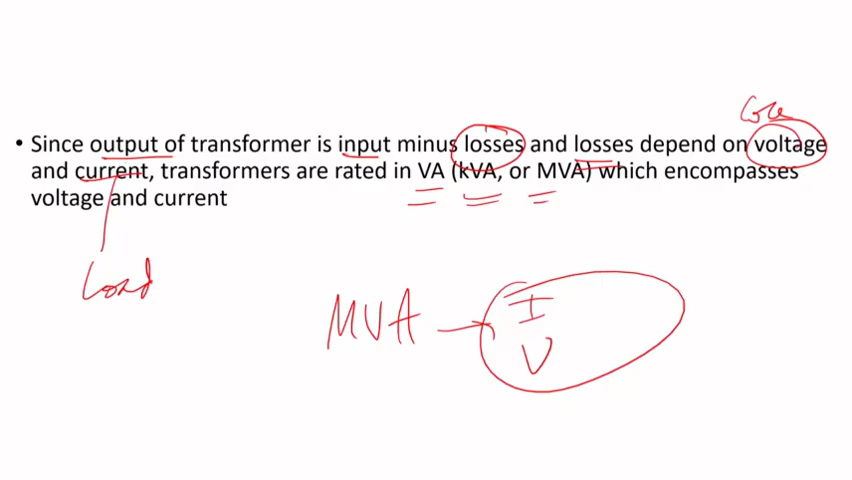 Core
• Since output of transformer is input minus losses and losses depend on voltage
and current, transformers are rated in VA (kVA, or MVA) which encompasses
voltage and current
Load
MVA → I
V